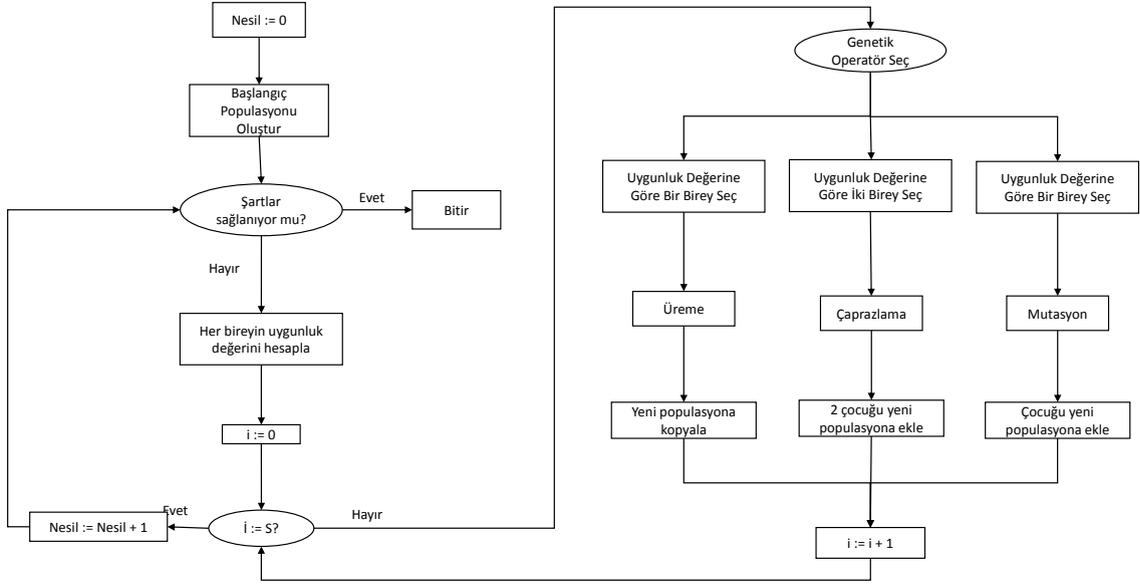 Nesil := 0
Başlangıç
Populasyonu
Oluştur
Şartlar
sağlanıyor mu?
Evet
Bitir
Hayır
Her bireyin uygunluk
değerini hesapla
i := 0
İ := S?
Evet
Nesil := Nesil + 1
Hayır
Genetik
Operatör Seç
Uygunluk Değerine
Göre Bir Birey Seç
Üreme
Yeni populasyona
kopyala
Uygunluk Değerine
Göre İki Birey Seç
Çaprazlama
2 çocuğu yeni
populasyona ekle
Uygunluk Değerine
Göre Bir Birey Seç
Mutasyon
Çocuğu yeni
populasyona ekle
i := i + 1